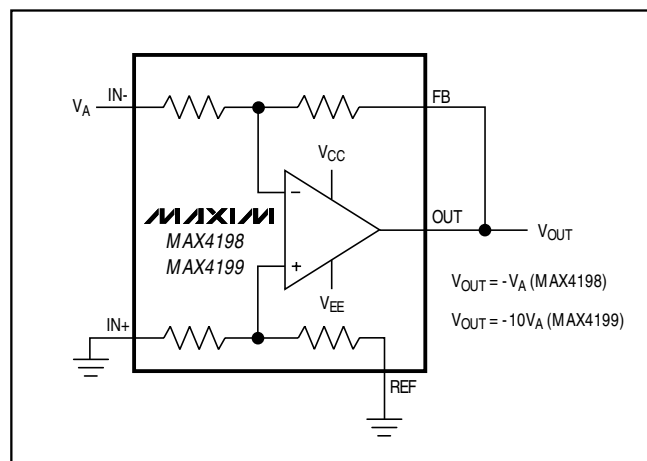 IN-
V_A
FB
V_CC
−
MAXIM
MAX4198
MAX4199
OUT
V_OUT
+
V_EE
V_OUT = -V_A (MAX4198)
V_OUT = -10V_A (MAX4199)
IN+
REF